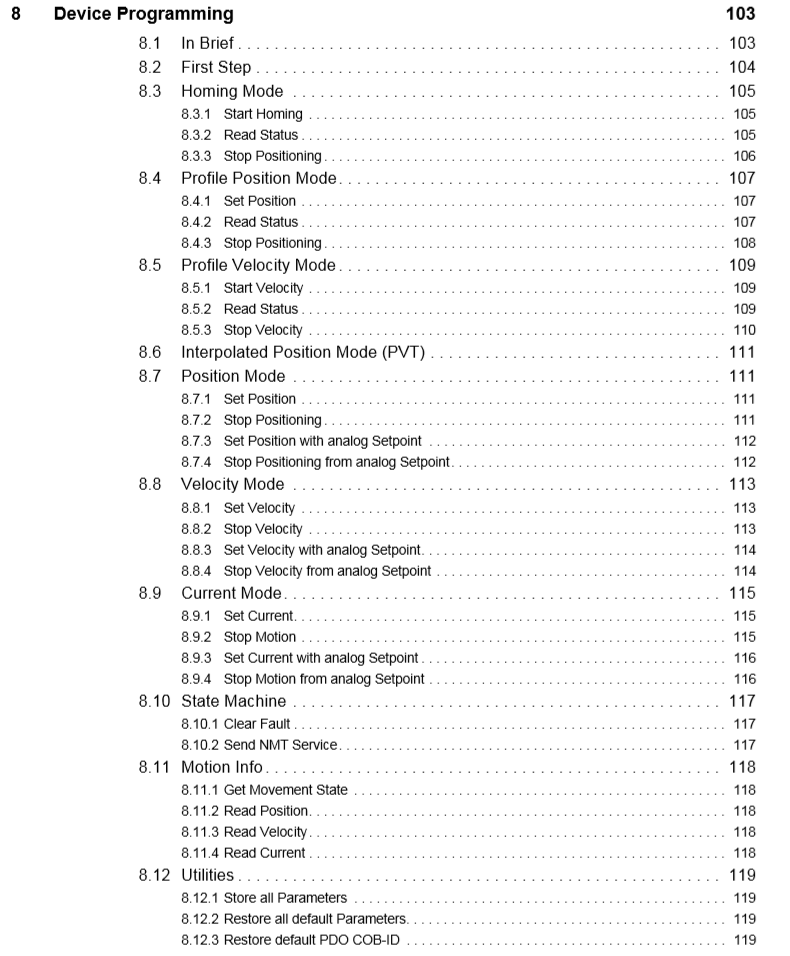 8 Device Programming 103
8.1 In Brief . . . . . . . . . . 103
8.2 First Step . . . . . . . . . . 104
8.3 Homing Mode . . . . . . . . . . 105
8.3.1 Start Homing . . . . . . . . . . 105
8.3.2 Read Status . . . . . . . . . . 105
8.3.3 Stop Positioning . . . . . . . . . . 106
8.4 Profile Position Mode . . . . . . . . . . 107
8.4.1 Set Position . . . . . . . . . . 107
8.4.2 Read Status . . . . . . . . . . 107
8.4.3 Stop Positioning . . . . . . . . . . 108
8.5 Profile Velocity Mode . . . . . . . . . . 109
8.5.1 Start Velocity . . . . . . . . . . 109
8.5.2 Read Status . . . . . . . . . . 109
8.5.3 Stop Velocity . . . . . . . . . . 110
8.6 Interpolated Position Mode (PVT) . . . . . . . . . . 111
8.7 Position Mode . . . . . . . . . . 111
8.7.1 Set Position . . . . . . . . . . 111
8.7.2 Stop Positioning . . . . . . . . . . 111
8.7.3 Set Position with analog Setpoint . . . . . . . . . . 112
8.7.4 Stop Positioning from analog Setpoint . . . . . . . . . . 112
8.8 Velocity Mode . . . . . . . . . . 113
8.8.1 Set Velocity . . . . . . . . . . 113
8.8.2 Stop Velocity . . . . . . . . . . 113
8.8.3 Set Velocity with analog Setpoint . . . . . . . . . . 114
8.8.4 Stop Velocity from analog Setpoint . . . . . . . . . . 114
8.9 Current Mode . . . . . . . . . . 115
8.9.1 Set Current . . . . . . . . . . 115
8.9.2 Stop Motion . . . . . . . . . . 115
8.9.3 Set Current with analog Setpoint . . . . . . . . . . 116
8.9.4 Stop Motion from analog Setpoint . . . . . . . . . . 116
8.10 State Machine . . . . . . . . . . 117
8.10.1 Clear Fault . . . . . . . . . . 117
8.10.2 Send NMT Service . . . . . . . . . . 117
8.11 Motion Info . . . . . . . . . . 118
8.11.1 Get Movement State . . . . . . . . . . 118
8.11.2 Read Position . . . . . . . . . . 118
8.11.3 Read Velocity . . . . . . . . . . 118
8.11.4 Read Current . . . . . . . . . . 118
8.12 Utilities . . . . . . . . . . 119
8.12.1 Store all Parameters . . . . . . . . . . 119
8.12.2 Restore all default Parameters . . . . . . . . . . 119
8.12.3 Restore default PDO COB-ID . . . . . . . . . . 119